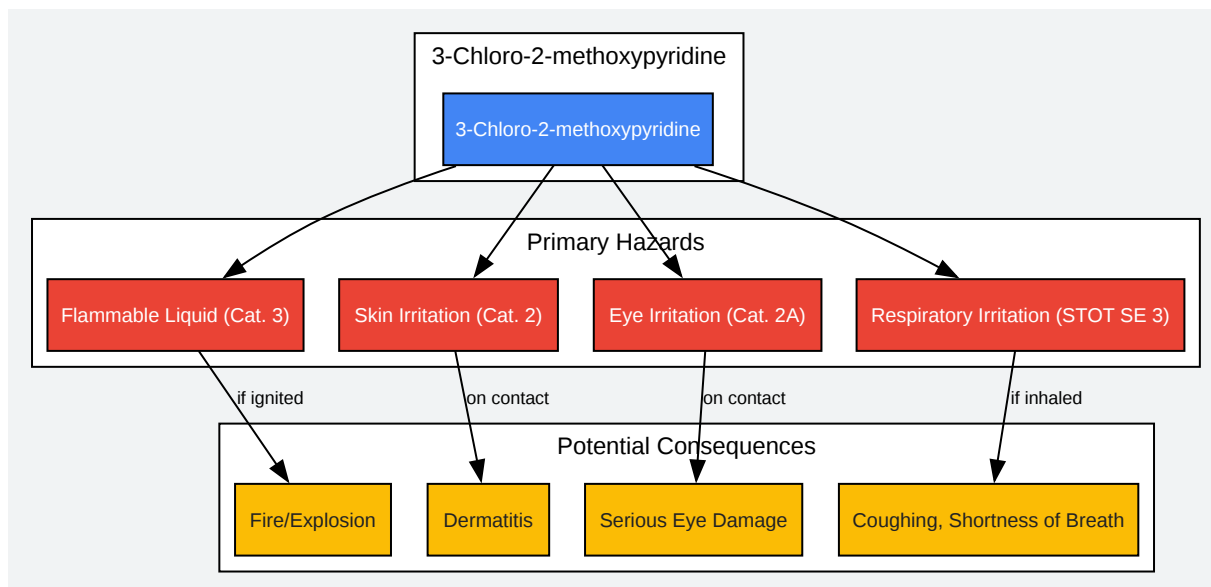 3-Chloro-2-methoxypyridine
3-Chloro-2-methoxypyridine
Primary Hazards
Flammable Liquid (Cat. 3)
Skin Irritation (Cat. 2)
Eye Irritation (Cat. 2A)
Respiratory Irritation (STOT SE 3)
if ignited
on contact
on contact
if inhaled
Potential Consequences
Fire/Explosion
Dermatitis
Serious Eye Damage
Coughing, Shortness of Breath